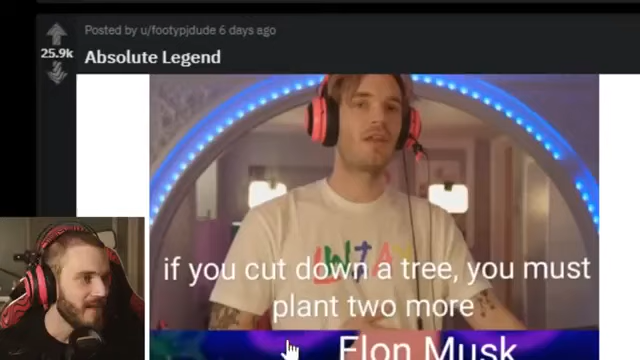 Posted by u/footypjdude 6 days ago
25.9k
Absolute Legend
if you cut down a tree, you must
plant two more
Elon Musk